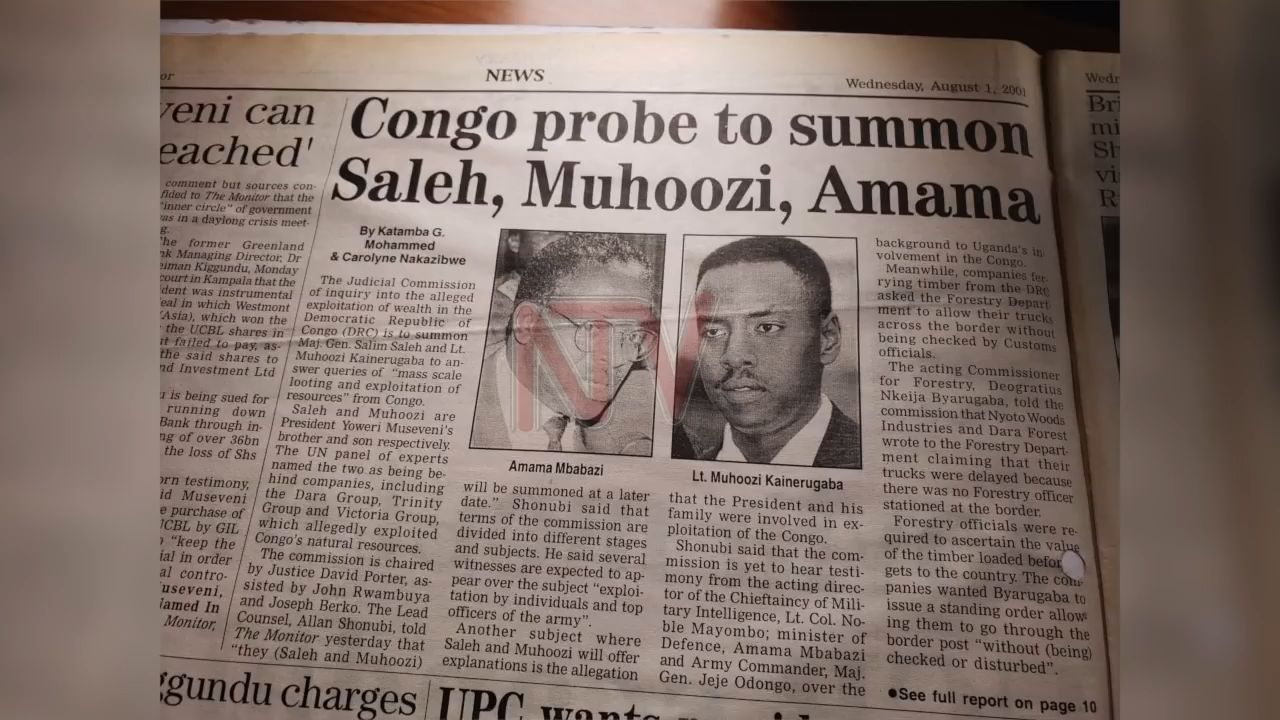 or
NEWS
Wednesday, August 1, 2001
veni can
eached'
comment but sources con-
fided to The Monitor that the
"inner circle" of government
was in a daylong crisis meet-
g.
he former Greenland
nk Managing Director, Dr
eiman Kiggundu, Monday
court in Kampala that the
dent was instrumental
eal in which Westmont
(Asia), which won the
the UCBL shares in
t failed to pay, as-
the said shares to
nd Investment Ltd
is being sued for
running down
Bank through in-
ng of over 36bn
the loss of Shs
orn testimony,
id Museveni
e purchase of
UCBL by GIL
"keep the
ial in order
al contro-
useveni,
Named In
Monitor,
Congo probe to summon
Saleh, Muhoozi, Amama
By Katamba G.
Mohammed
& Carolyne Nakazibwe
The Judicial Commission
of inquiry into the alleged
exploitation of wealth in the
Democratic Republic of
Congo (DRC) is to summon
Maj. Gen. Salim Saleh and Lt.
Muhoozi Kainerugaba to an-
swer queries of "mass scale
looting and exploitation of
resources" from Congo.
Saleh and Muhoozi are
President Yoweri Museveni's
brother and son respectively.
The UN panel of experts
named the two as being be-
hind companies, including
the Dara Group, Trinity
Group and Victoria Group,
which allegedly exploited
Congo's natural resources.
The commission is chaired
by Justice David Porter, as-
sisted by John Rwambuya
and Joseph Berko. The Lead
Counsel, Allan Shonubi, told
The Monitor yesterday that
"they (Saleh and Muhoozi)
NTV
Amama Mbabazi
Lt. Muhoozi Kainerugaba
will be summoned at a later
date." Shonubi said that
terms of the commission are
divided into different stages
and subjects. He said several
witnesses are expected to ap-
pear over the subject "exploi-
tation by individuals and top
officers of the army".
Another subject where
Saleh and Muhoozi will offer
explanations is the allegation
that the President and his
family were involved in ex-
ploitation of the Congo.
Shonubi said that the com-
mission is yet to hear testi-
mony from the acting direc-
tor of the Chieftaincy of Mili-
tary Intelligence, Lt. Col. No-
ble Mayombo; minister of
Defence, Amama Mbabazi
and Army Commander, Maj.
Gen. Jeje Odongo, over the
background to Uganda's in-
volvement in the Congo.
Meanwhile, companies fer-
rying timber from the DRC
asked the Forestry Depart-
ment to allow their trucks
across the border without
being checked by Customs
officials.
The acting Commissioner
for Forestry, Deogratius
Nkeija Byarugaba, told the
commission that Nyoto Woods
Industries and Dara Forest
wrote to the Forestry Depart-
ment claiming that their
trucks were delayed because
there was no Forestry officer
stationed at the border.
Forestry officials were re-
quired to ascertain the value
of the timber loaded before
gets to the country. The com-
panies wanted Byarugaba to
issue a standing order allow-
ing them to go through the
border post "without (being)
checked or disturbed".
●See full report on page 10
ggundu charges
UPC wants
Wedn
Bri
mi
Sh
vi
R